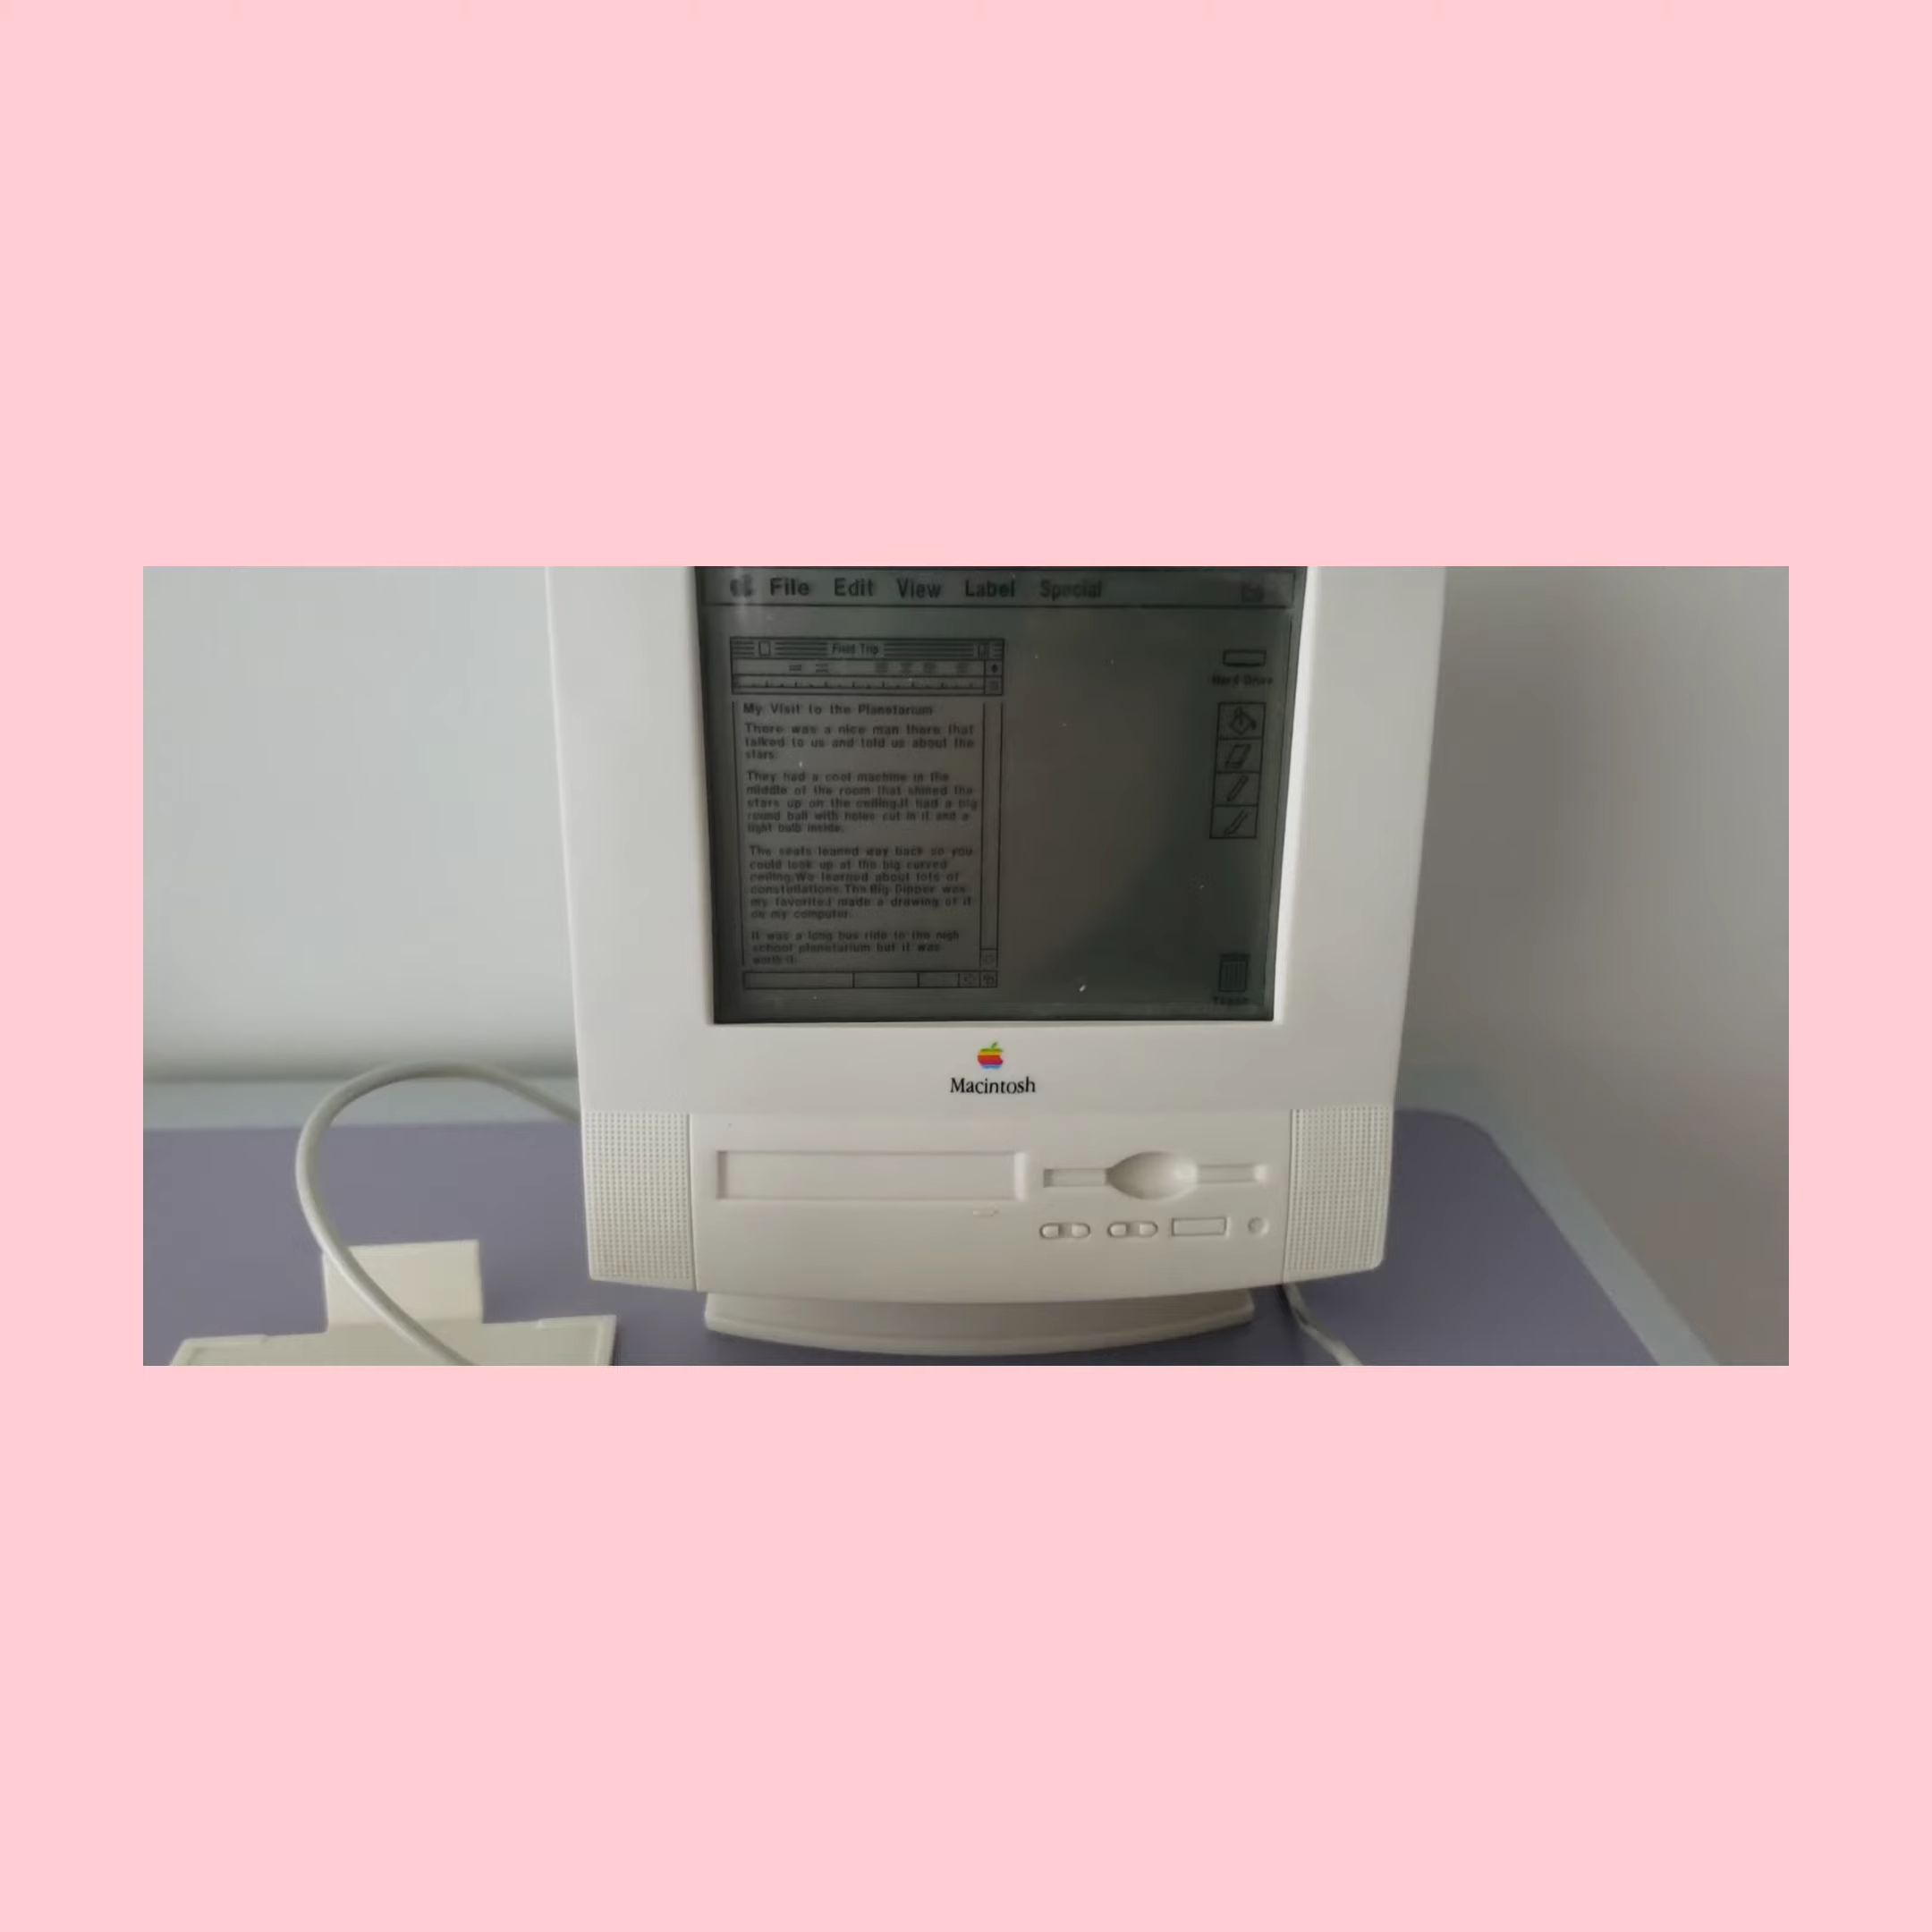 File Edit View Label Special
Field Trip
Hard Drive
My Visit to the Planetarium
There was a nice man there that
talked to us and told us about the
stars.
They had a cool machine in the
middle of the room that shined the
stars up on the ceiling.It had a big
round ball with holes cut in it and a
light bulb inside.
The seats leaned way back so you
could look up at the big curved
ceiling.We learned about lots of
constellations.The Big Dipper was
my favorite.I made a drawing of it
on my computer.
It was a long bus ride to the high
school planetarium but it was
worth it.
Trash
Macintosh